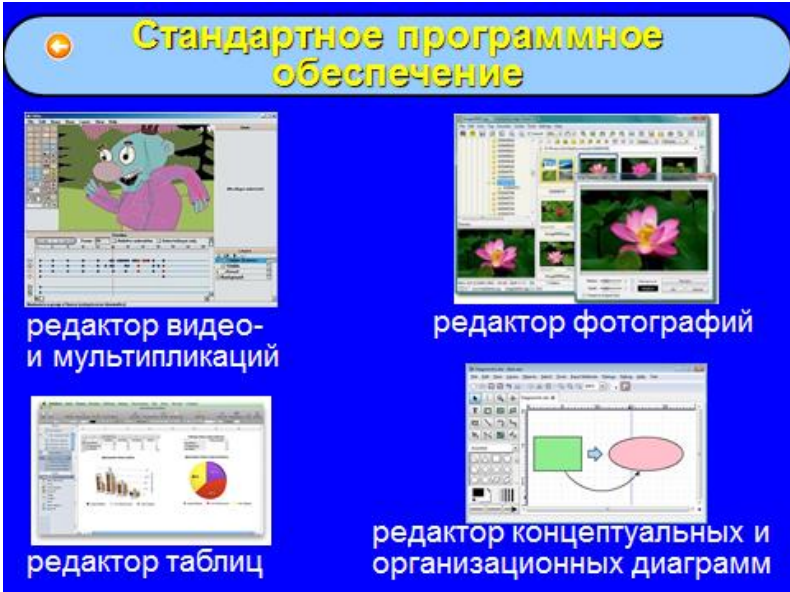 Стандартное программное
обеспечение
редактор видео-
и мультипликаций
редактор фотографий
редактор таблиц
редактор концептуальных и
организационных диаграмм